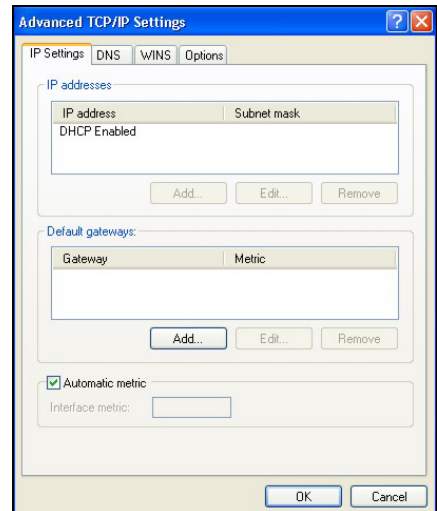 Advanced TCP/IP Settings
IP Settings DNS WINS Options
IP addresses
IP address Subnet mask
DHCP Enabled
Add... Edit... Remove
Default gateways:
Gateway Metric
Add... Edit... Remove
Automatic metric
Interface metric:
OK Cancel